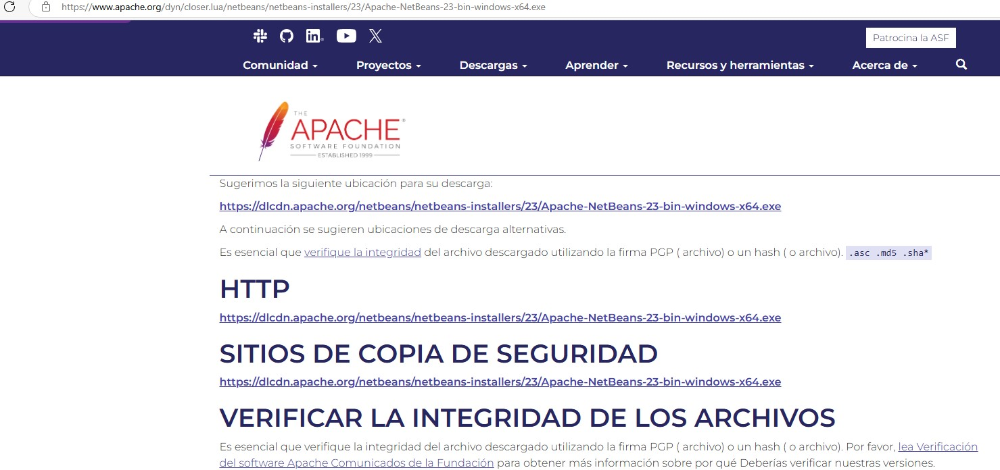 https://www.apache.org/dyn/closer.lua/netbeans/netbeans-installers/23/Apache-NetBeans-23-bin-windows-x64.exe
Patrocina la ASF
Comunidad Proyectos Descargas Aprender Recursos y herramientas Acerca de
THE
APACHE®
SOFTWARE FOUNDATION
ESTABLISHED 1999
Sugerimos la siguiente ubicación para su descarga:
https://dlcdn.apache.org/netbeans/netbeans-installers/23/Apache-NetBeans-23-bin-windows-x64.exe
A continuación se sugieren ubicaciones de descarga alternativas.
Es esencial que verifique la integridad del archivo descargado utilizando la firma PGP ( archivo) o un hash ( o archivo). .asc .md5 .sha*
HTTP
https://dlcdn.apache.org/netbeans/netbeans-installers/23/Apache-NetBeans-23-bin-windows-x64.exe
SITIOS DE COPIA DE SEGURIDAD
https://dlcdn.apache.org/netbeans/netbeans-installers/23/Apache-NetBeans-23-bin-windows-x64.exe
VERIFICAR LA INTEGRIDAD DE LOS ARCHIVOS
Es esencial que verifique la integridad del archivo descargado utilizando la firma PGP ( archivo) o un hash ( o archivo). Por favor, lea Verificación
del software Apache Comunicados de la Fundación para obtener más información sobre por qué Deberías verificar nuestras versiones.